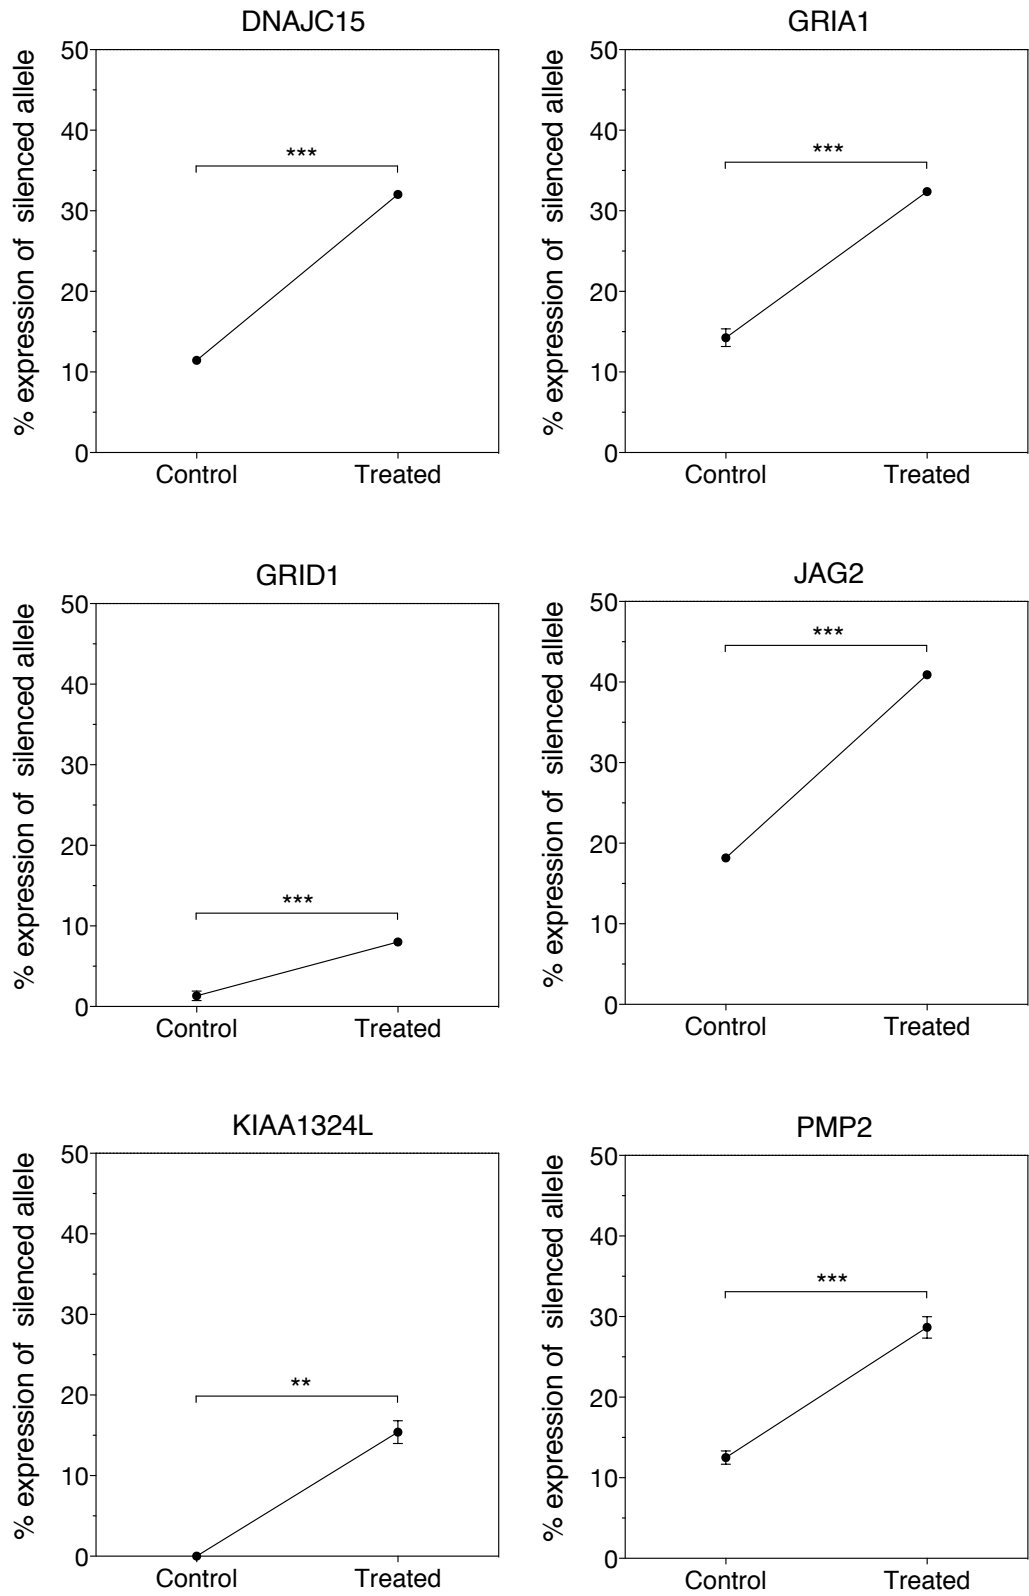 DNAJC15
% expression of silenced allele
50
40
30
20
10
0
***
Control Treated
GRIA1
% expression of silenced allele
50
40
30
20
10
0
***
Control Treated
GRID1
% expression of silenced allele
50
40
30
20
10
0
***
Control Treated
JAG2
% expression of silenced allele
50
40
30
20
10
0
***
Control Treated
KIAA1324L
% expression of silenced allele
50
40
30
20
10
0
**
Control Treated
PMP2
% expression of silenced allele
50
40
30
20
10
0
***
Control Treated